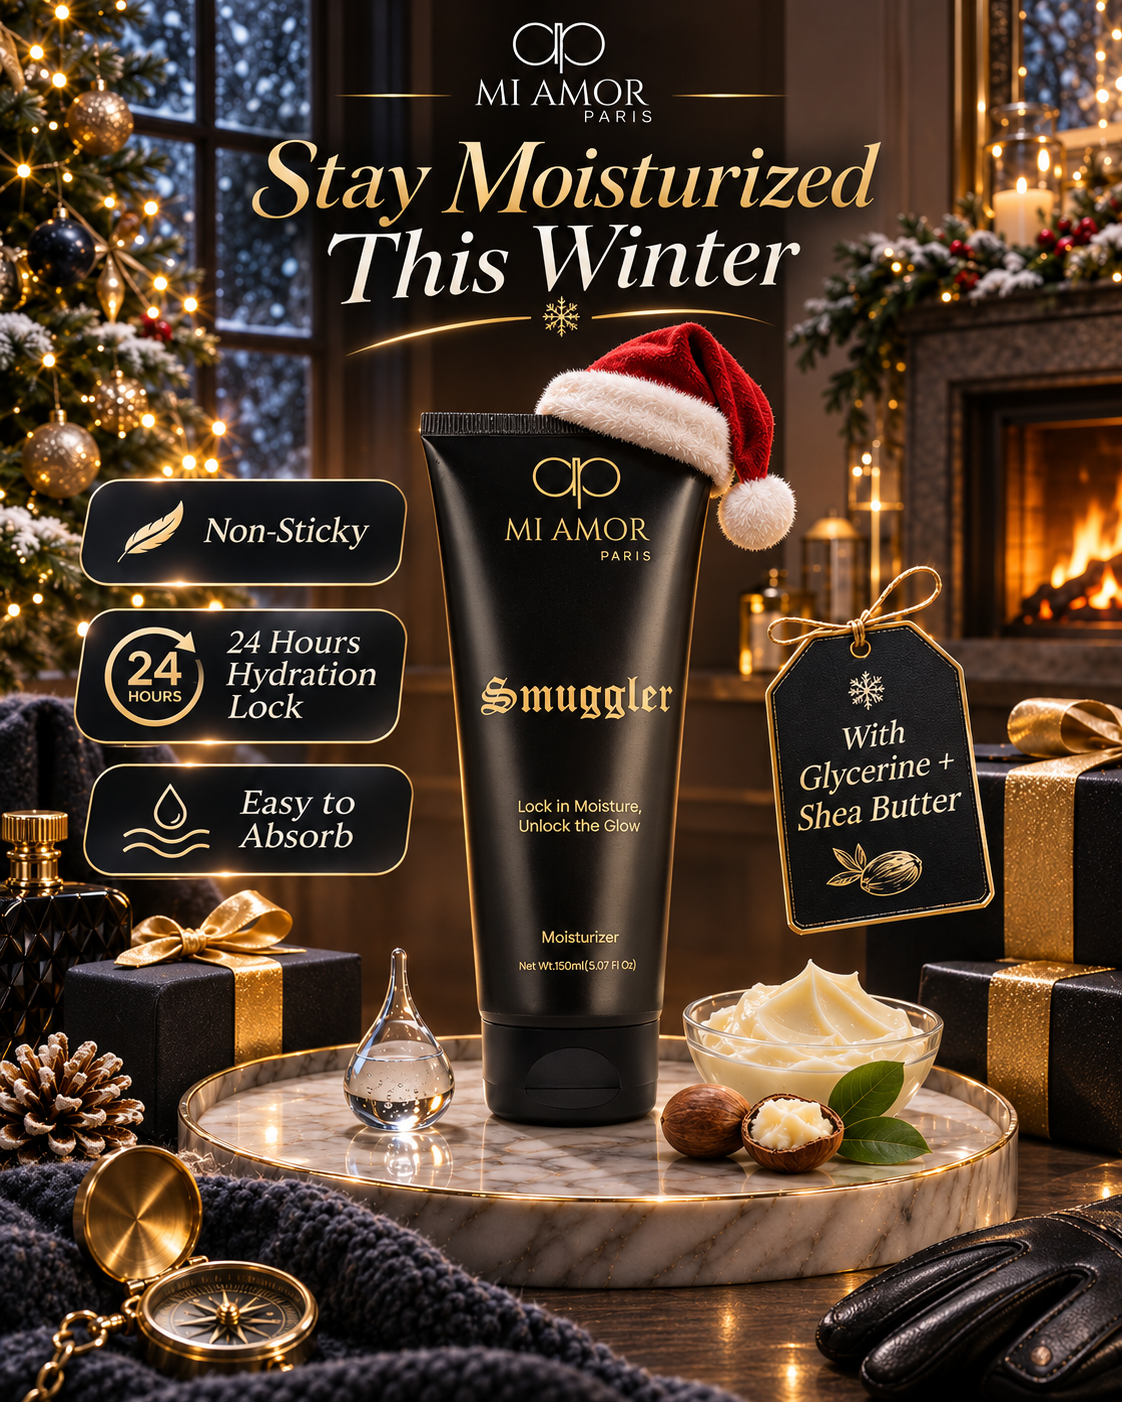 MI AMOR
PARIS
Stay Moisturized
This Winter
MI AMOR
PARIS
Smuggler
Lock in Moisture,
Unlock the Glow
Moisturizer
Net Wt.150ml(5.07 Fl Oz)
Non-Sticky
24
HOURS
24 Hours
Hydration
Lock
Easy to
Absorb
With
Glycerine +
Shea Butter